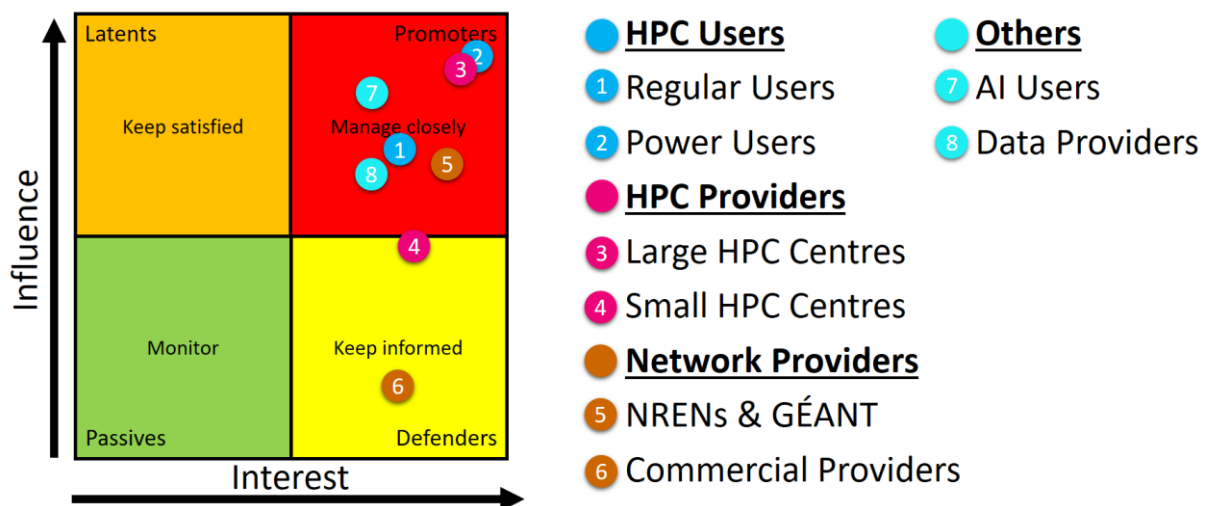 Latents
Promoters
Keep satisfied
Manage closely
2
3
7
1
5
8
4
Monitor
Keep informed
6
Passives
Defenders
Influence
Interest
HPC Users
1 Regular Users
2 Power Users
HPC Providers
3 Large HPC Centres
4 Small HPC Centres
Network Providers
5 NRENs & GÉANT
6 Commercial Providers
Others
7 AI Users
8 Data Providers